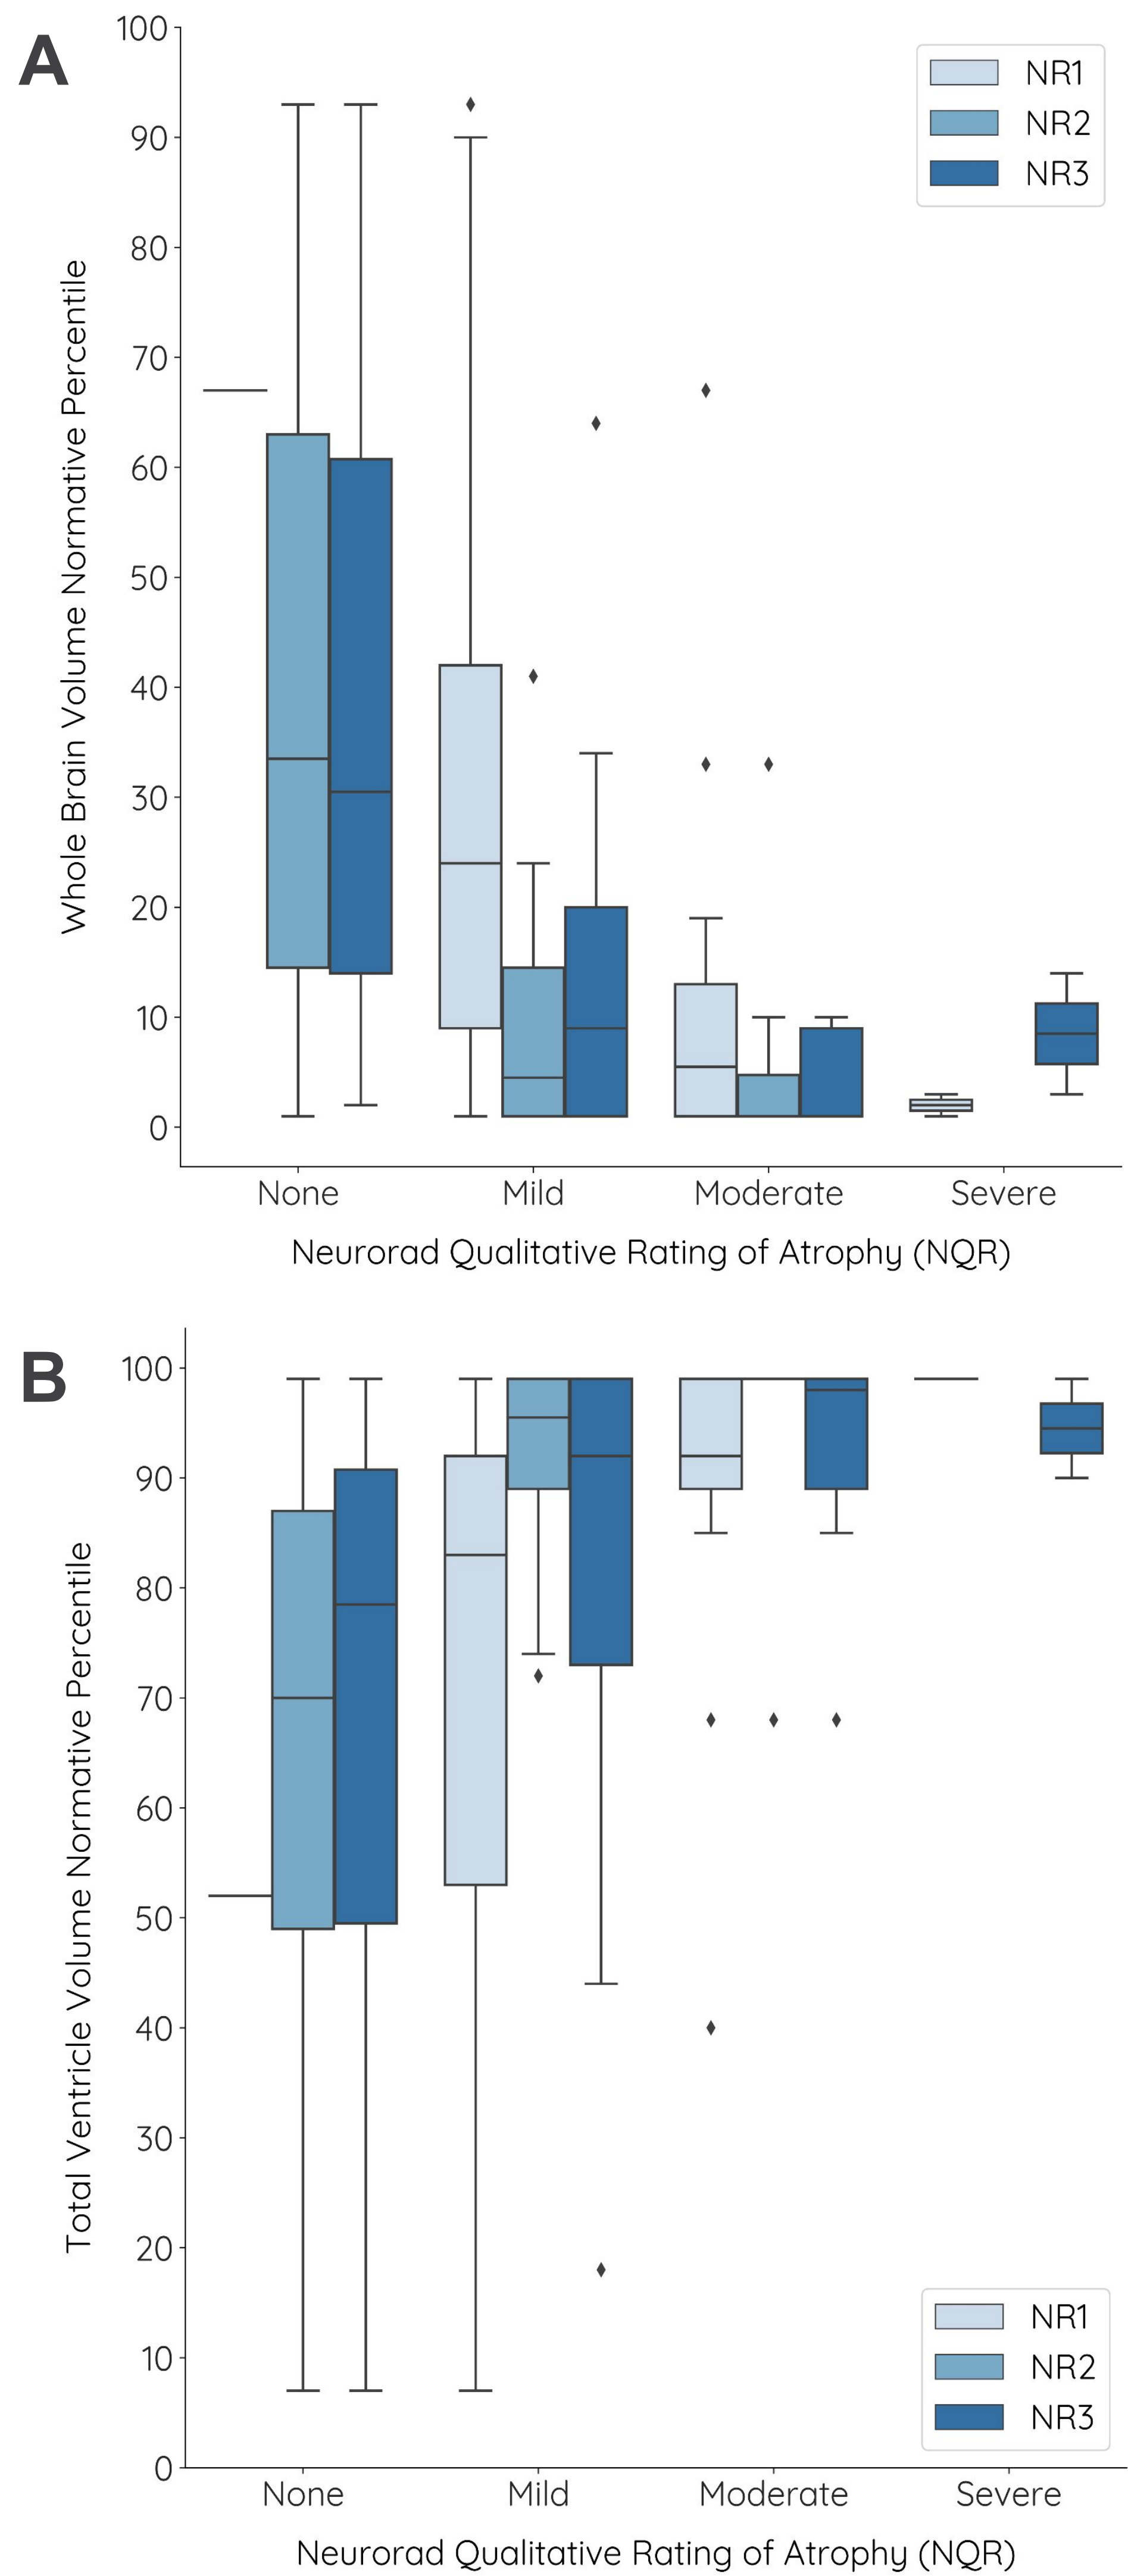 A
100
90
80
70
60
50
40
30
20
10
0
Whole Brain Volume Normative Percentile
NR1
NR2
NR3
None Mild Moderate Severe
Neurorad Qualitative Rating of Atrophy (NQR)
B
100
90
80
70
60
50
40
30
20
10
0
Total Ventricle Volume Normative Percentile
NR1
NR2
NR3
None Mild Moderate Severe
Neurorad Qualitative Rating of Atrophy (NQR)